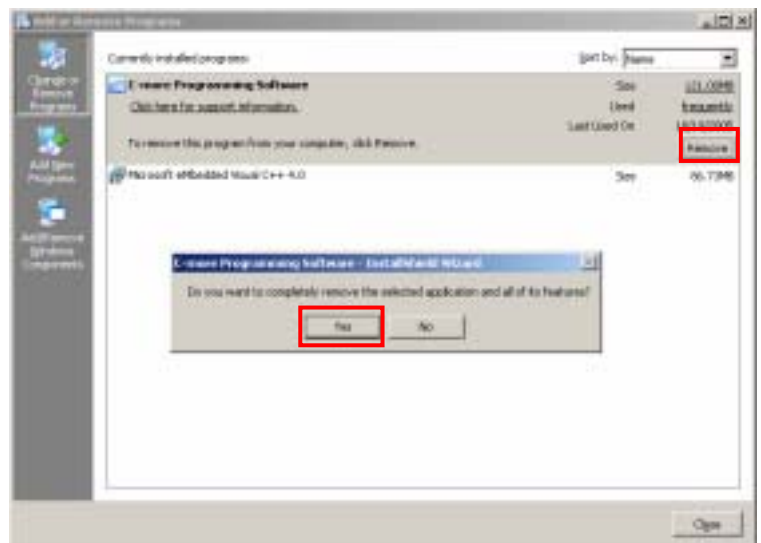 Add or Remove Programs
Change or
Remove
Programs
Add New
Programs
Add/Remove
Windows
Components
Currently installed programs:
Sort by: Name
C-more Programming Software
Size
Click here for support information.
Used frequently
Last Used On
To remove this program from your computer, click Remove.
Remove
Microsoft eMbedded Visual C++ 4.0
Size 86.73MB
C-more Programming Software - InstallShield Wizard
Do you want to completely remove the selected application and all of its features?
Yes No
Close